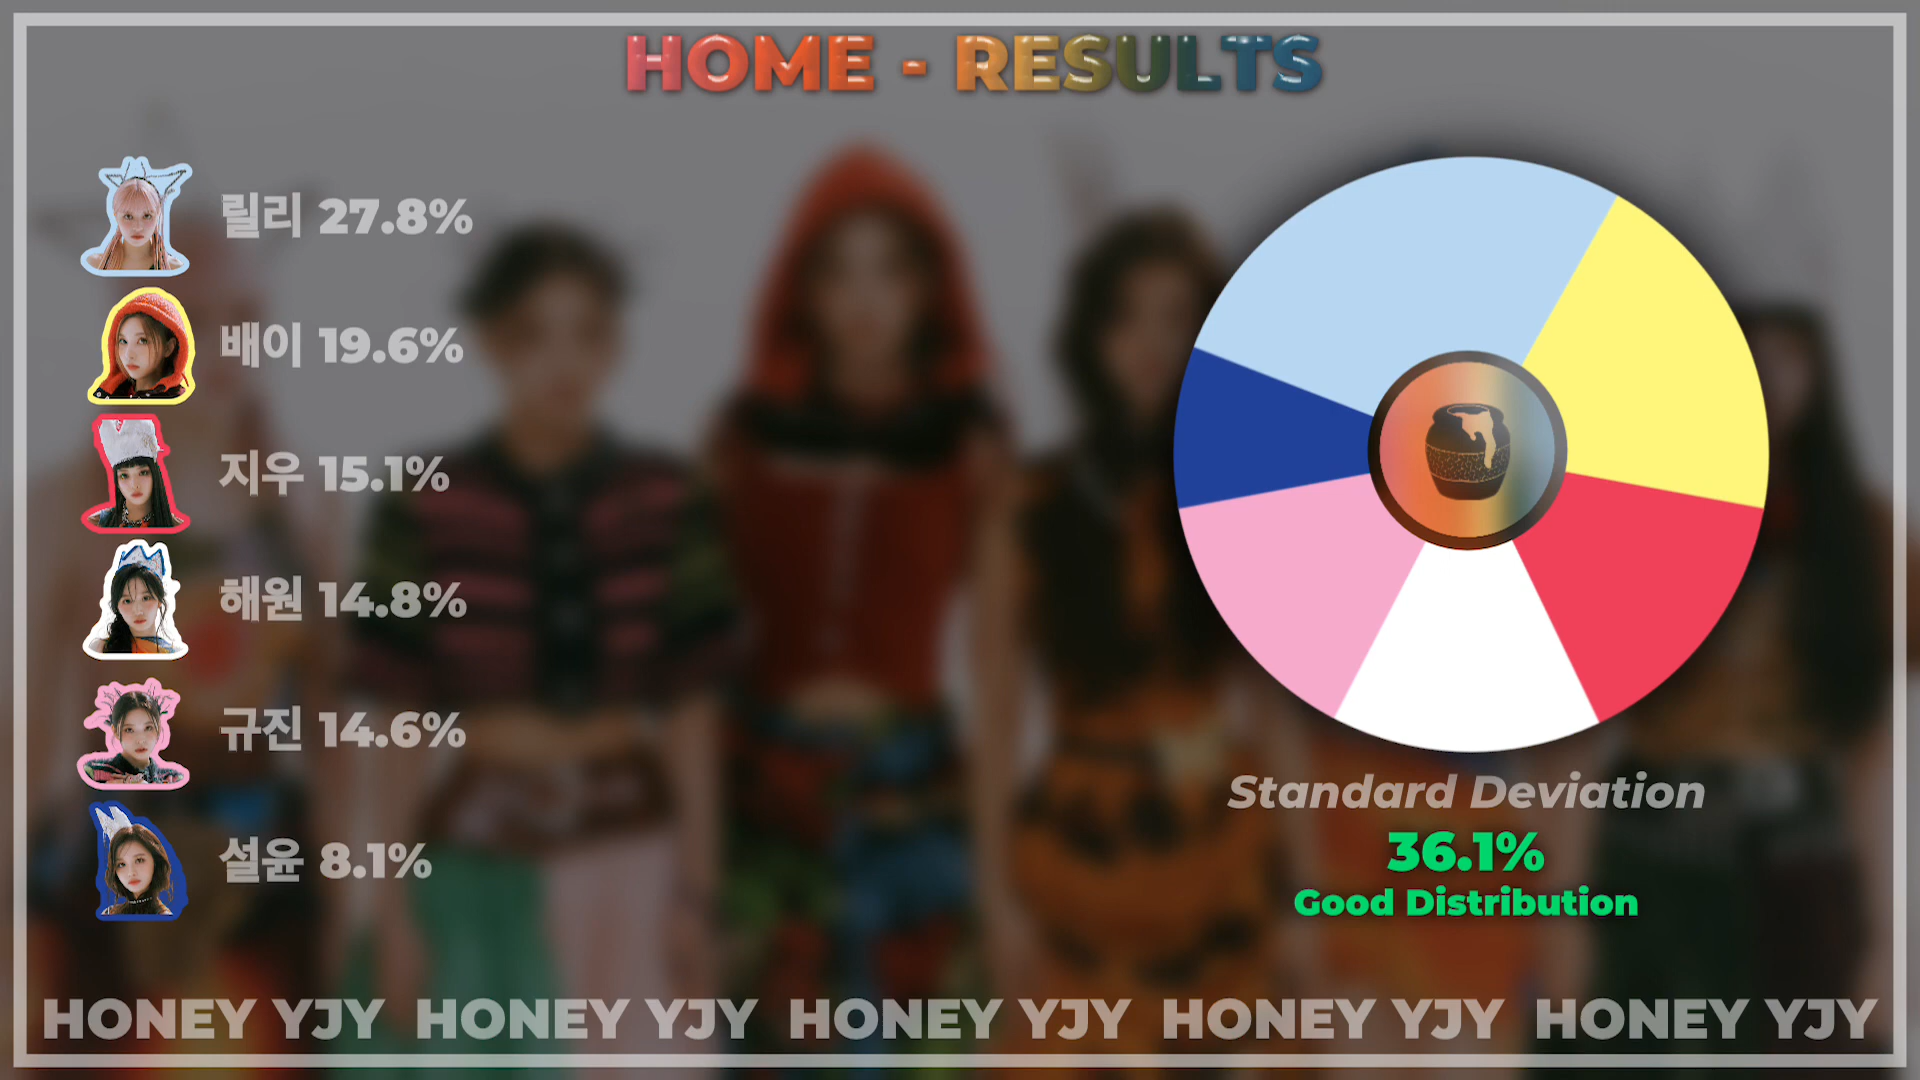 HOME - RESULTS
릴리 27.8%
배이 19.6%
지우 15.1%
해원 14.8%
규진 14.6%
설윤 8.1%
Standard Deviation
36.1%
Good Distribution
HONEY YJY HONEY YJY HONEY YJY HONEY YJY HONEY YJY